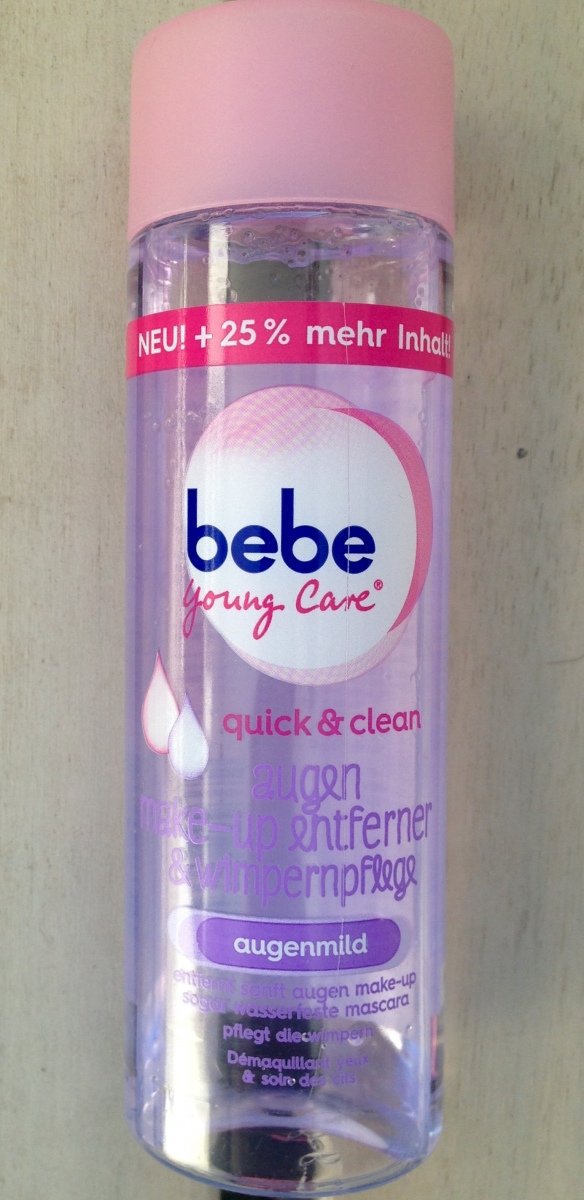 NEU! + 25% mehr Inhalt!
bebe
young Care®
quick & clean
augen
make-up entferner
& wimpernpflege
augenmild
entfernt sanft augen make-up
sogar wasserfeste mascara
pflegt die wimpern
Démaquillant yeux
& soin des cils